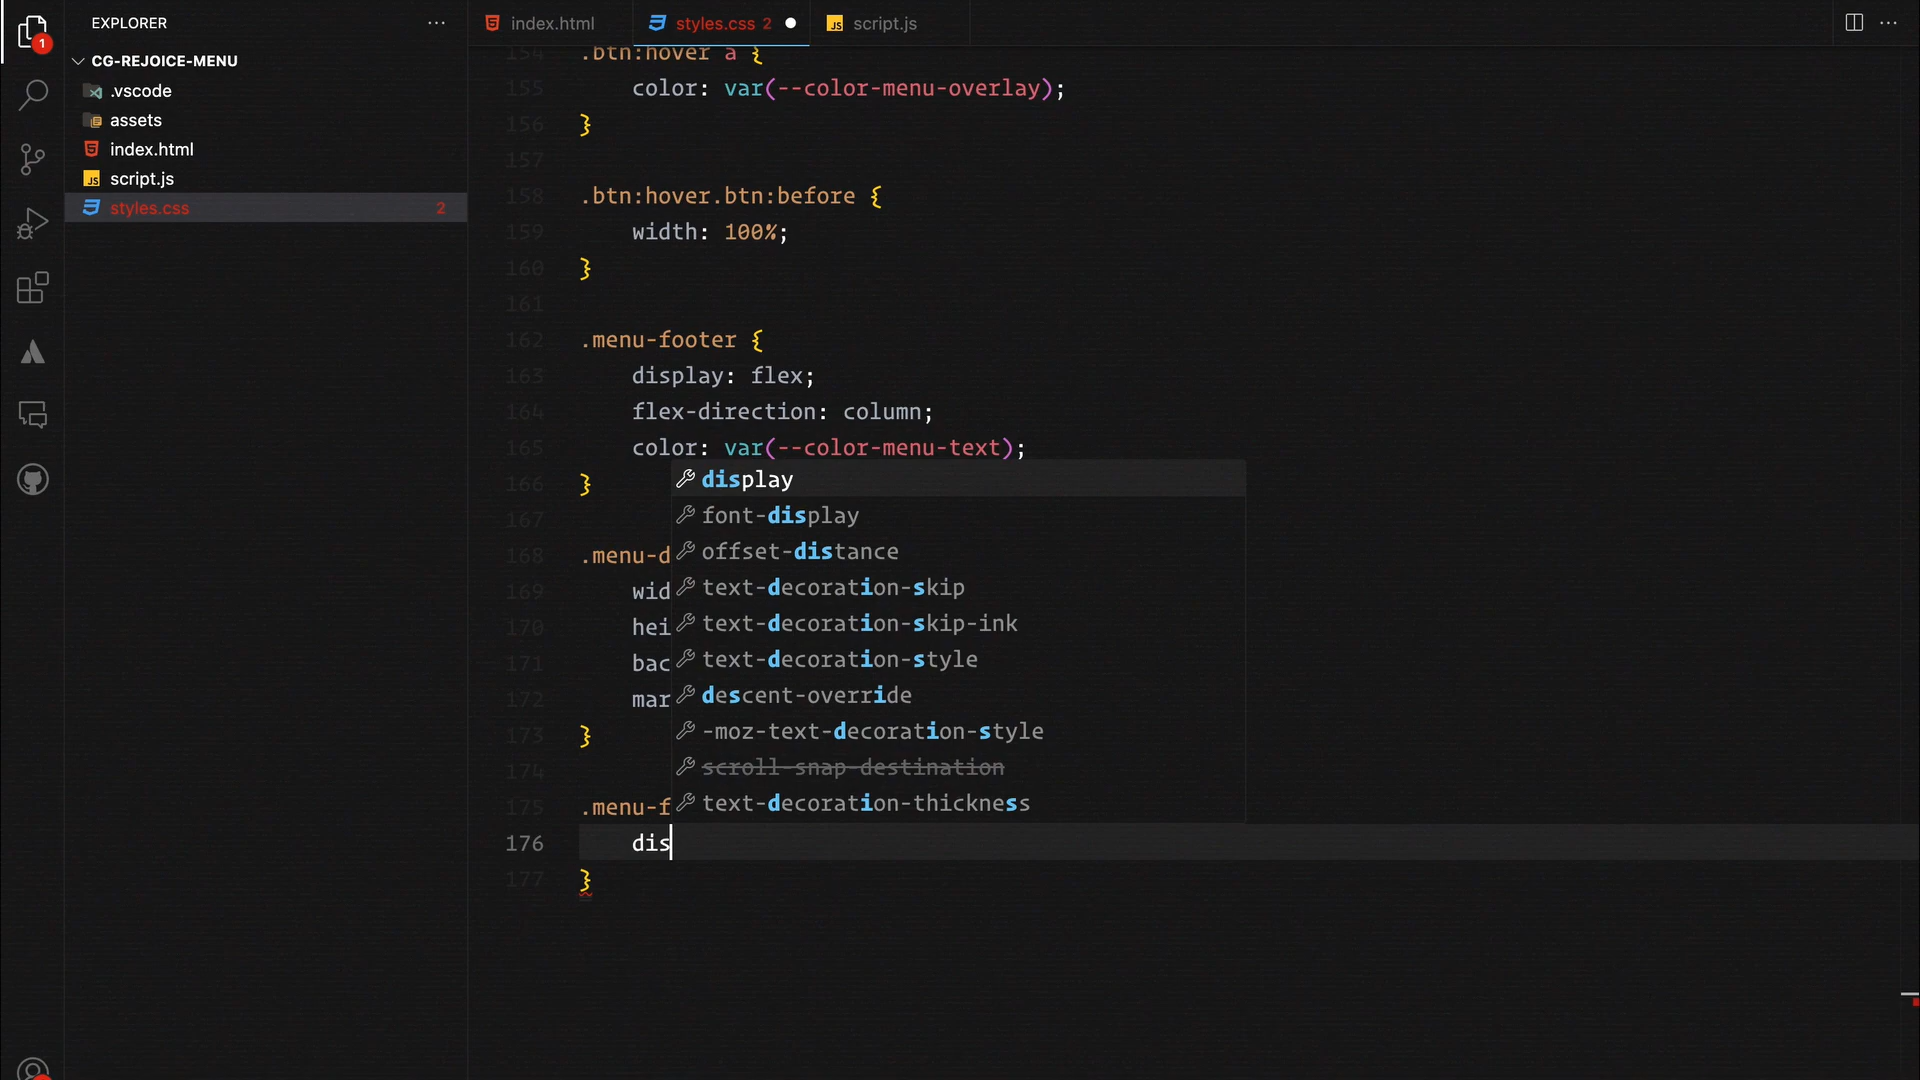 EXPLORER
CG-REJOICE-MENU
.vscode
assets
index.html
script.js
styles.css 2
1
index.html
styles.css 2
script.js
154 .btn:hover a {
155 color: var(--color-menu-overlay);
156 }
157
158 .btn:hover.btn:before {
159 width: 100%;
160 }
161
162 .menu-footer {
163 display: flex;
164 flex-direction: column;
165 color: var(--color-menu-text);
166 }
167
168 .menu-d
169 wid
170 hei
171 bac
172 mar
173 }
174
175 .menu-f
176 dis
177 }
display
font-display
offset-distance
text-decoration-skip
text-decoration-skip-ink
text-decoration-style
descent-override
-moz-text-decoration-style
scroll-snap-destination
text-decoration-thickness